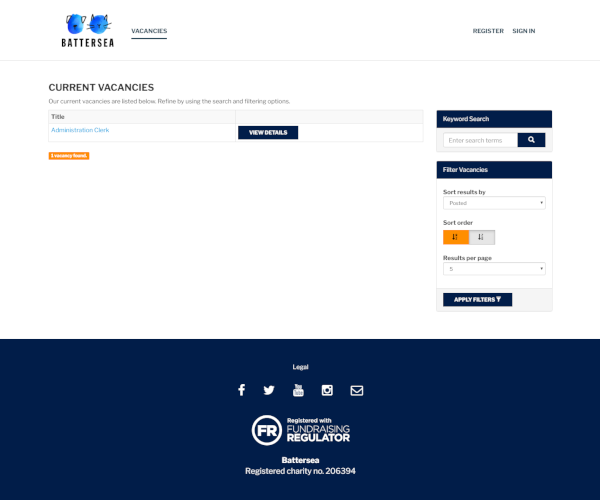 BATTERSEA
VACANCIES
REGISTER
SIGN IN
CURRENT VACANCIES
Our current vacancies are listed below. Refine by using the search and filtering options.
Title
Administration Clerk
VIEW DETAILS
1 vacancy found.
Keyword Search
Enter search terms
Filter Vacancies
Sort results by
Posted
Sort order
Results per page
5
APPLY FILTERS
Legal
You Tube
FR
Registered with
FUNDRAISING
REGULATOR
Battersea
Registered charity no. 206394